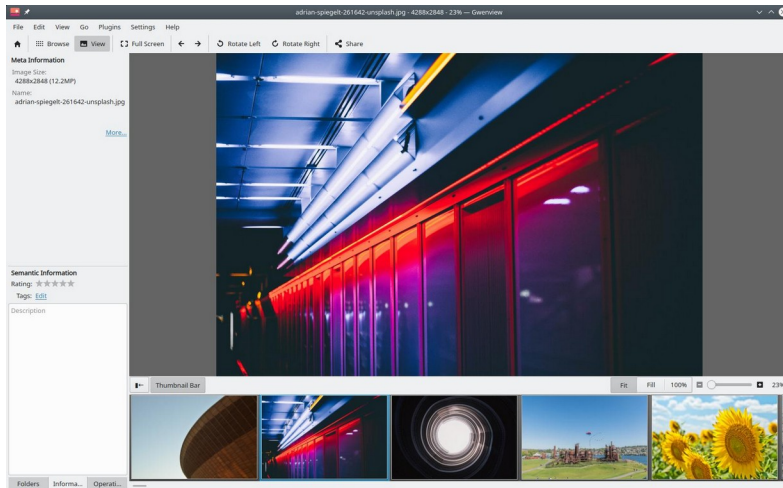 adrian-spiegelt-261642-unsplash.jpg - 4288x2848 - 23% — Gwenview
File Edit View Go Plugins Settings Help
Browse View Full Screen Rotate Left Rotate Right Share
Meta Information
Image Size:
4288x2848 (12.2MP)
Name:
adrian-spiegelt-261642-unsplash.jpg
More...
Semantic Information
Rating:
Tags: Edit
Description
Thumbnail Bar Fit Fill 100% 23%
Folders Informa... Operati...